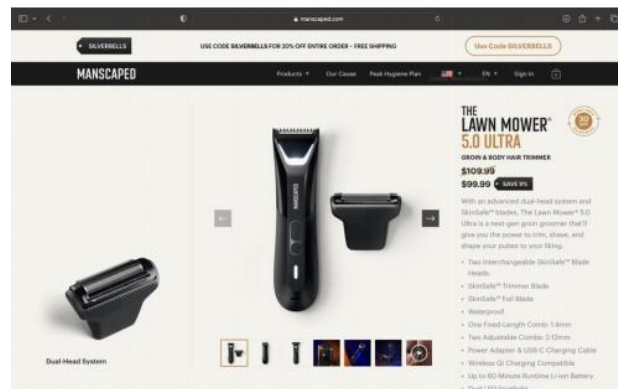 manscaped.com
SILVERBELLS
USE CODE SILVERBELLS FOR 20% OFF ENTIRE ORDER + FREE SHIPPING
Use Code SILVERBELLS
MANSCAPED
Products
Our Cause
Peak Hygiene Plan
EN
Sign in
THE
LAWN MOWER®
5.0 ULTRA
30
GROIN & BODY HAIR TRIMMER
$109.99
$99.99
SAVE 9%
With an advanced dual-head system and
SkinSafe™ blades, The Lawn Mower® 5.0
Ultra is a next-gen groin groomer that'll
give you the power to trim, shave, and
shape your pubes to your liking.
• Two Interchangeable SkinSafe™ Blade
Heads:
• SkinSafe™ Trimmer Blade
• SkinSafe™ Foil Blade
• Waterproof
• One Fixed-Length Comb: 1.4mm
• Two Adjustable Combs: 2-12mm
• Power Adapter & USB-C Charging Cable
• Wireless Qi Charging Compatible
• Up to 60-Minute Runtime Li-ion Battery
MANSCAPED
Dual-Head System